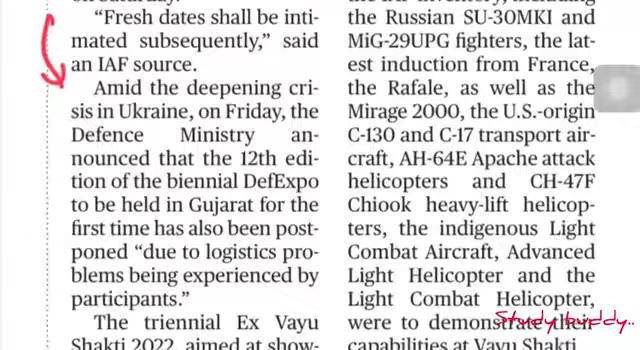 "Fresh dates shall be inti-
mated subsequently," said
an IAF source.
Amid the deepening cri-
sis in Ukraine, on Friday, the
Defence Ministry an-
nounced that the 12th edi-
tion of the biennial DefExpo
to be held in Gujarat for the
first time has also been post-
poned "due to logistics pro-
blems being experienced by
participants."
The triennial Ex Vayu
Shakti 2022, aimed at show-
the Russian SU-30MKI and
MiG-29UPG fighters, the lat-
est induction from France,
the Rafale, as well as the
Mirage 2000, the U.S.-origin
C-130 and C-17 transport air-
craft, AH-64E Apache attack
helicopters and CH-47F
Chiook heavy-lift helicop-
ters, the indigenous Light
Combat Aircraft, Advanced
Light Helicopter and the
Light Combat Helicopter,
were to demonstrate their
capabilities at Vayu Shakti.
Study buddy..